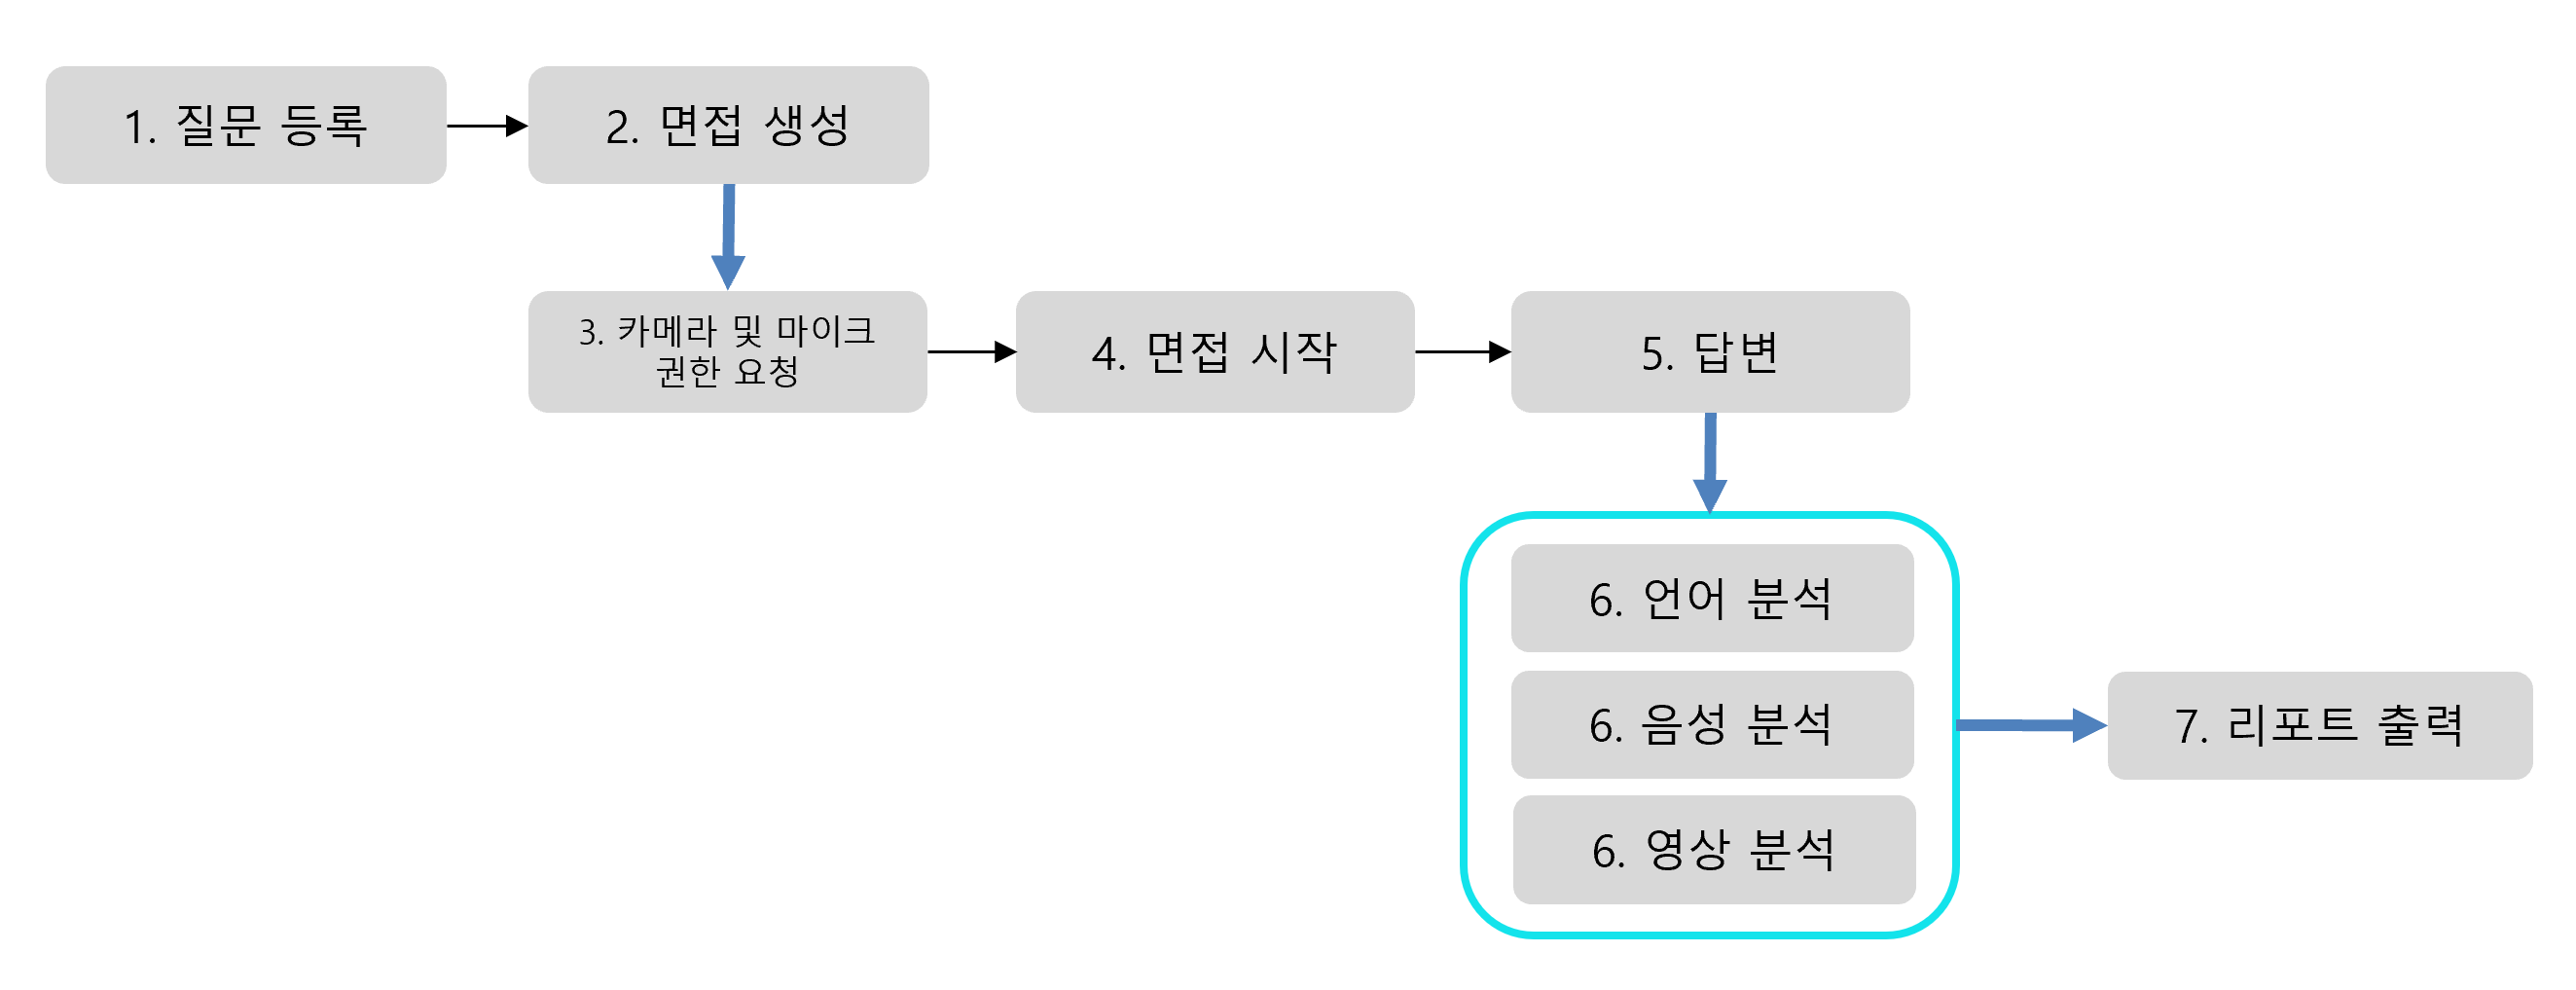 1. 질문 등록
2. 면접 생성
3. 카메라 및 마이크
권한 요청
4. 면접 시작
5. 답변
6. 언어 분석
6. 음성 분석
6. 영상 분석
7. 리포트 출력